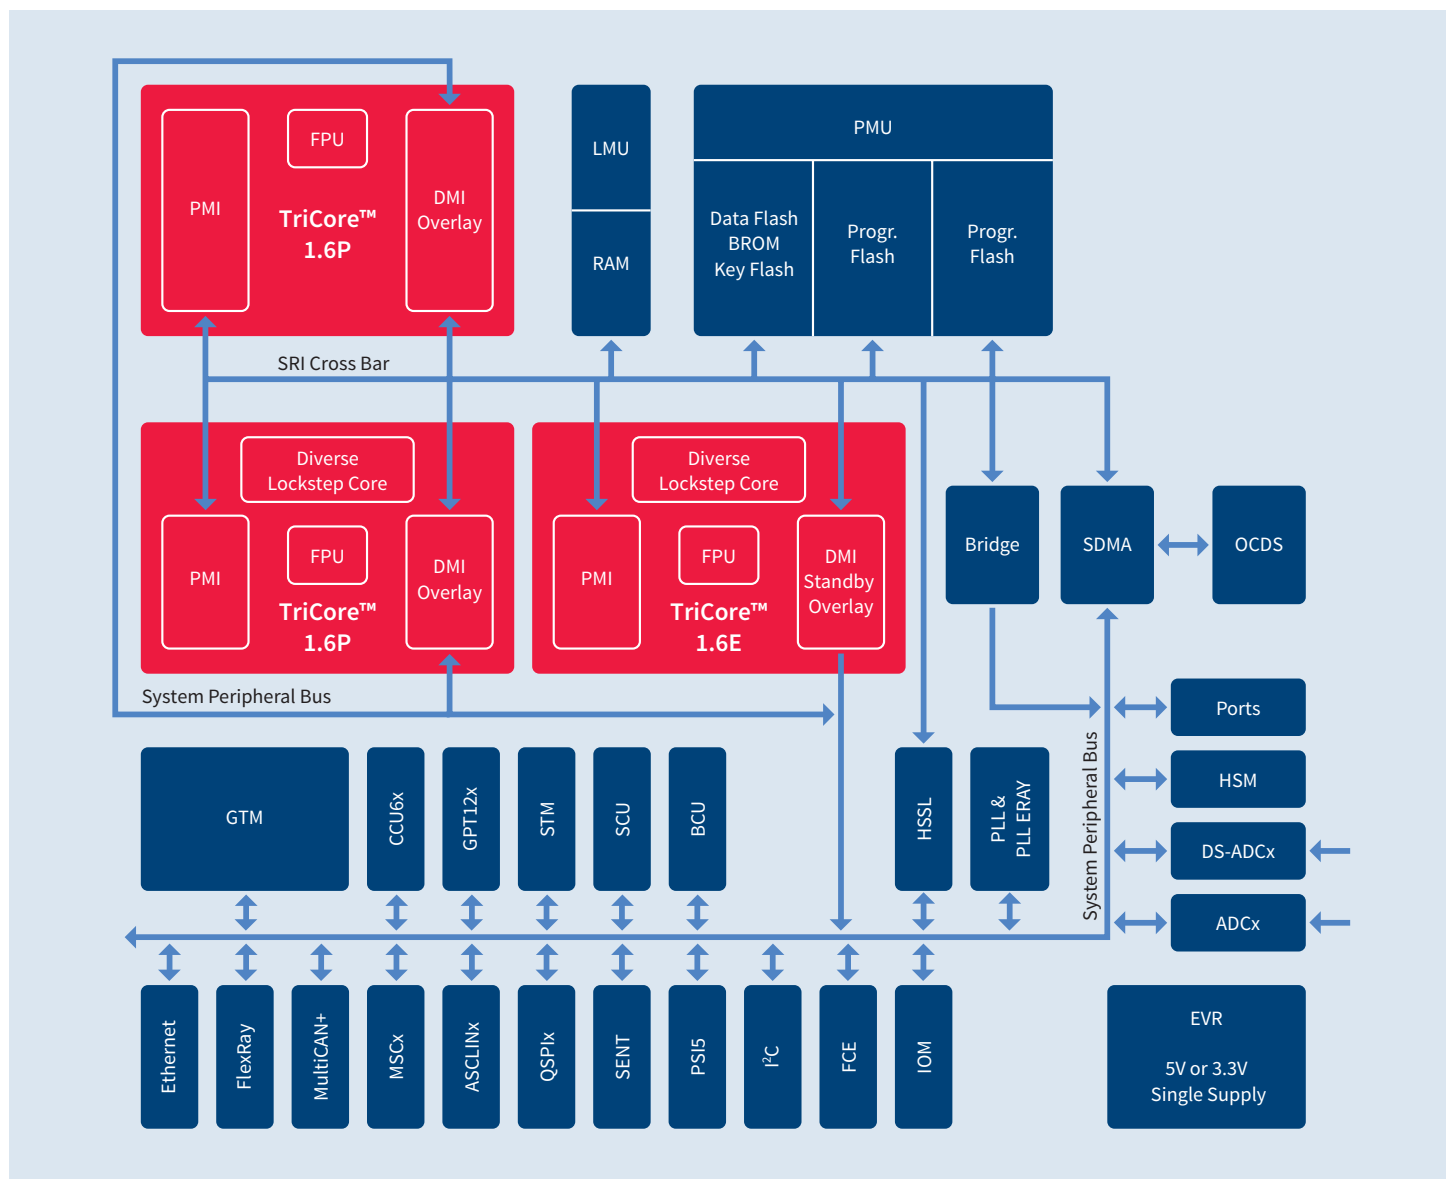 PMI
FPU
TriCore™
1.6P
DMI
Overlay
LMU
RAM
PMU
Data Flash
BROM
Key Flash
Progr.
Flash
Progr.
Flash
SRI Cross Bar
Diverse
Lockstep Core
PMI
FPU
TriCore™
1.6P
DMI
Overlay
Diverse
Lockstep Core
PMI
FPU
TriCore™
1.6E
DMI
Standby
Overlay
Bridge
SDMA
OCDS
System Peripheral Bus
System Peripheral Bus
Ports
HSM
DS-ADCx
ADCx
GTM
CCU6x
GPT12x
STM
SCU
BCU
HSSL
PLL &
PLL ERAY
Ethernet
FlexRay
MultiCAN+
MSCx
ASCLINx
QSPIx
SENT
PSI5
I²C
FCE
IOM
EVR
5V or 3.3V
Single Supply